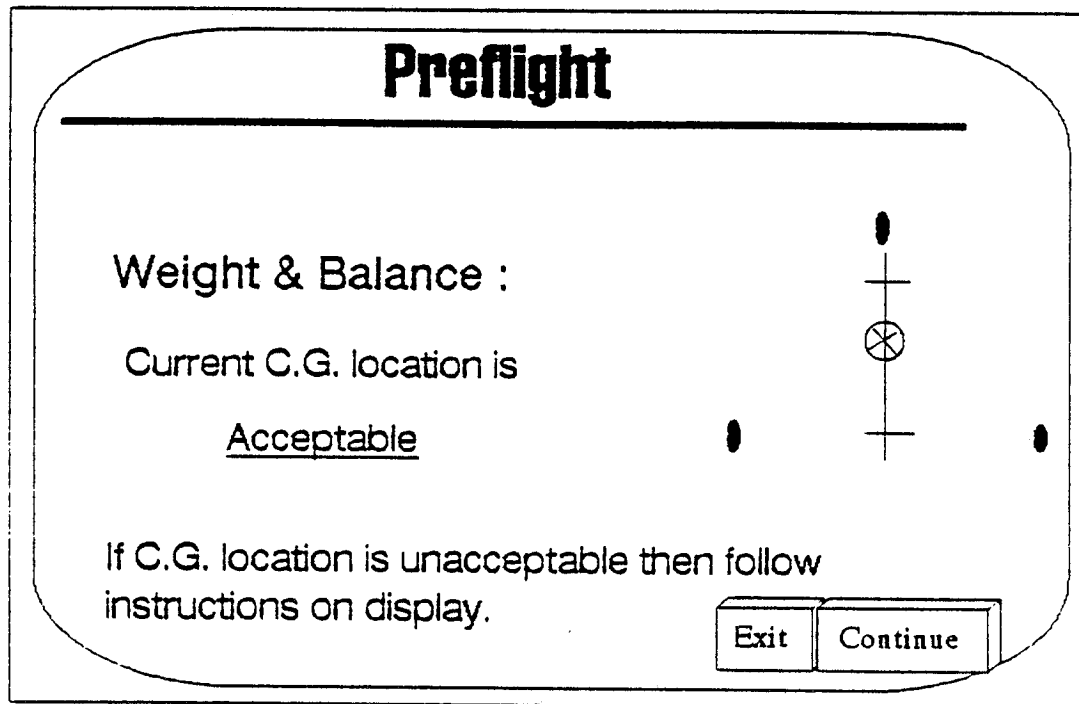 Preflight
Weight & Balance :
Current C.G. location is
Acceptable
If C.G. location is unacceptable then follow
instructions on display.
Exit Continue